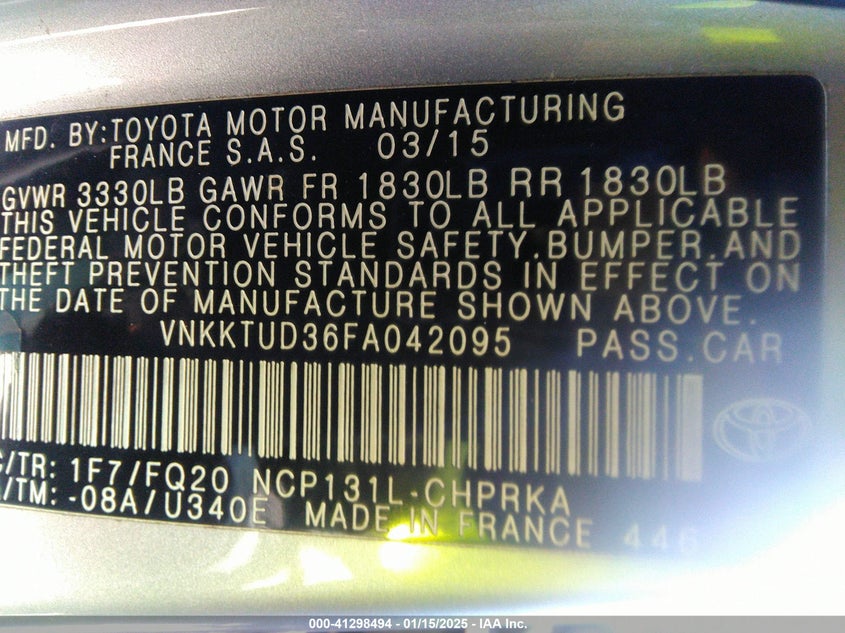 MFD. BY:TOYOTA MOTOR MANUFACTURING
FRANCE S.A.S. 03/15
GVWR 3330LB GAWR FR 1830LB RR 1830LB
THIS VEHICLE CONFORMS TO ALL APPLICABLE
FEDERAL MOTOR VEHICLE SAFETY.BUMPER.AND
THEFT PREVENTION STANDARDS IN EFFECT ON
THE DATE OF MANUFACTURE SHOWN ABOVE.
VNKKTUD36FA042095 PASS.CAR
/TR: 1F7/FQ20 NCP131L-CHPRKA
/TM: -08A/U340E MADE IN FRANCE 446
000-41298494 - 01/15/2025 - IAA Inc.